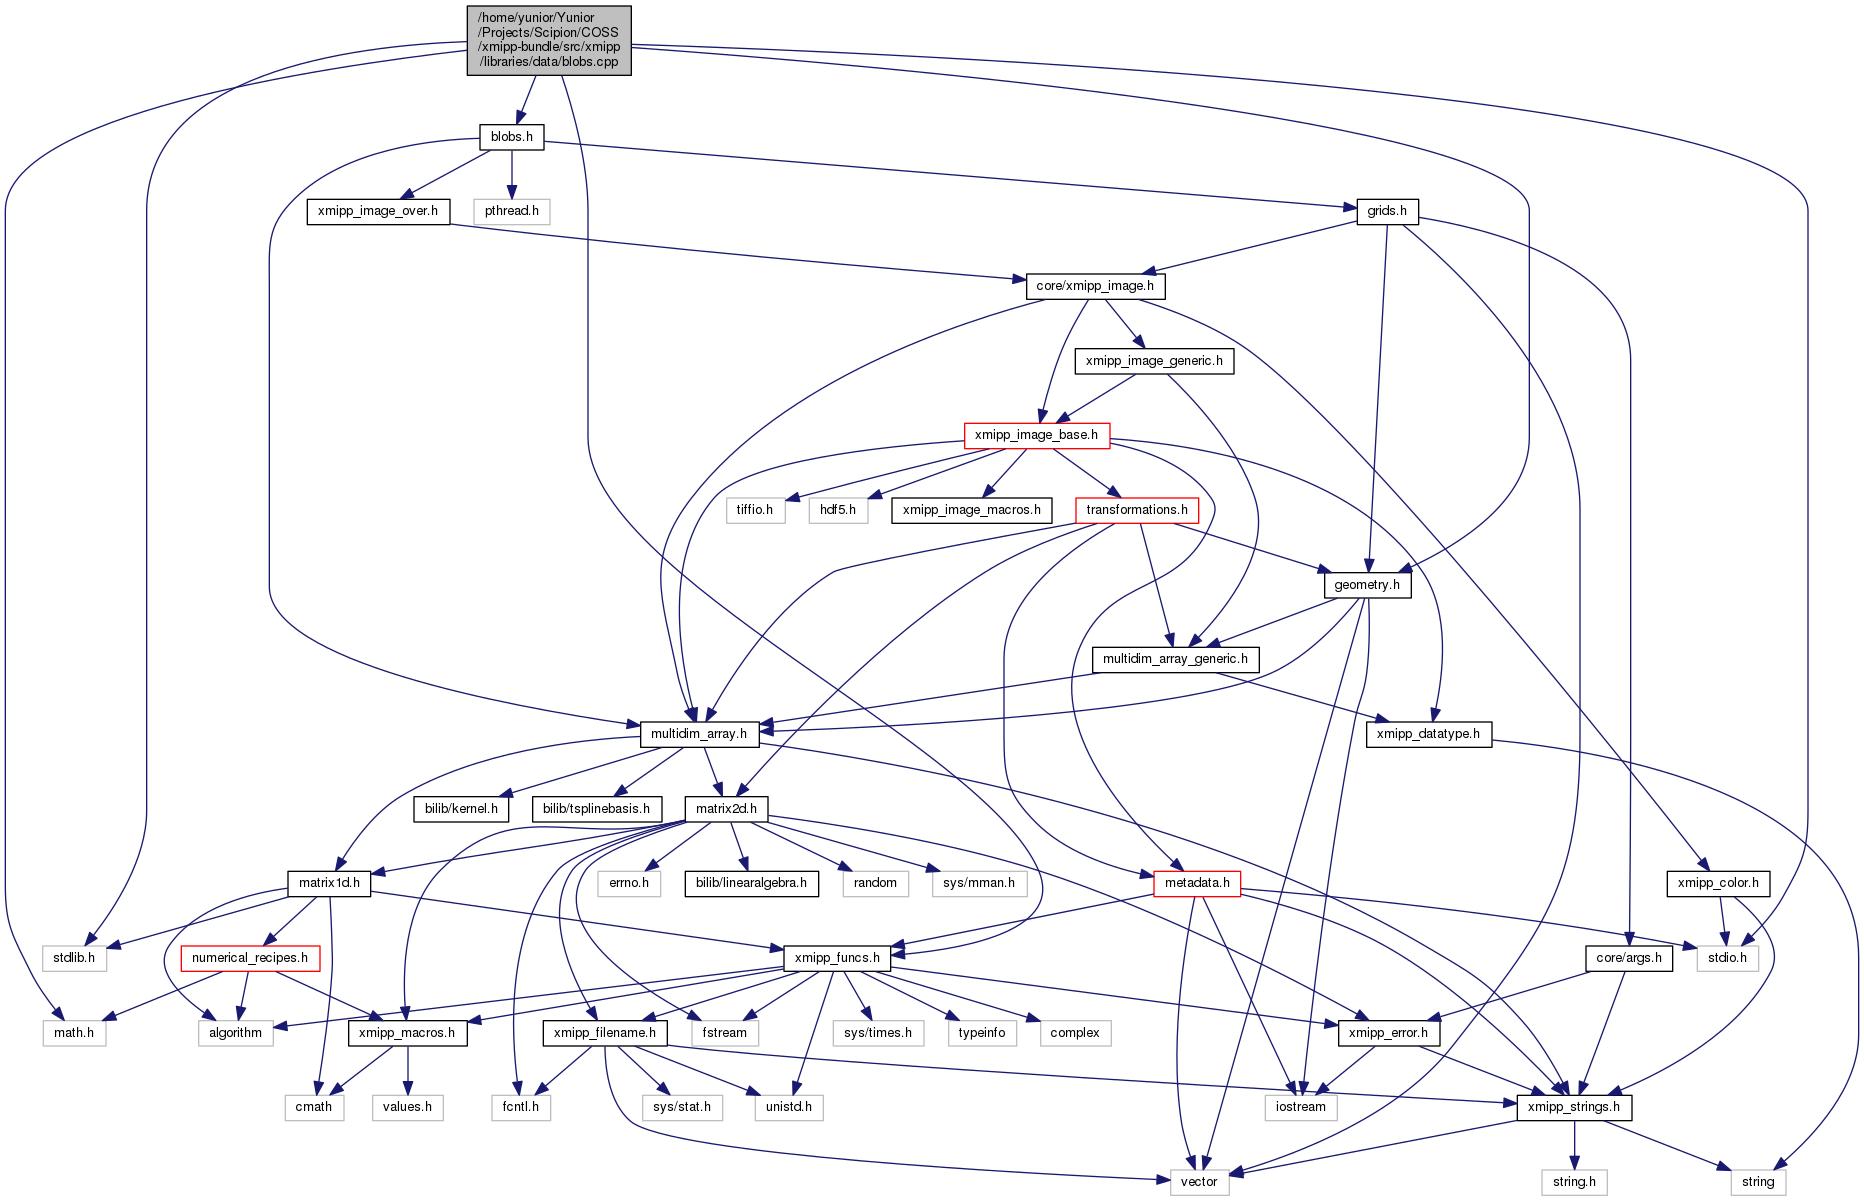 /home/yunior/Yunior
/Projects/Scipion/COSS
/xmipp-bundle/src/xmipp
/libraries/data/blobs.cpp
blobs.h
xmipp_image_over.h
pthread.h
grids.h
core/xmipp_image.h
xmipp_image_generic.h
xmipp_image_base.h
tiffio.h
hdf5.h
xmipp_image_macros.h
transformations.h
geometry.h
multidim_array_generic.h
multidim_array.h
xmipp_datatype.h
bilib/kernel.h
bilib/tsplinebasis.h
matrix2d.h
matrix1d.h
errno.h
bilib/linearalgebra.h
random
sys/mman.h
metadata.h
xmipp_color.h
stdlib.h
numerical_recipes.h
xmipp_funcs.h
core/args.h
stdio.h
math.h
algorithm
xmipp_macros.h
xmipp_filename.h
fstream
sys/times.h
typeinfo
complex
xmipp_error.h
cmath
values.h
fcntl.h
sys/stat.h
unistd.h
iostream
xmipp_strings.h
vector
string.h
string